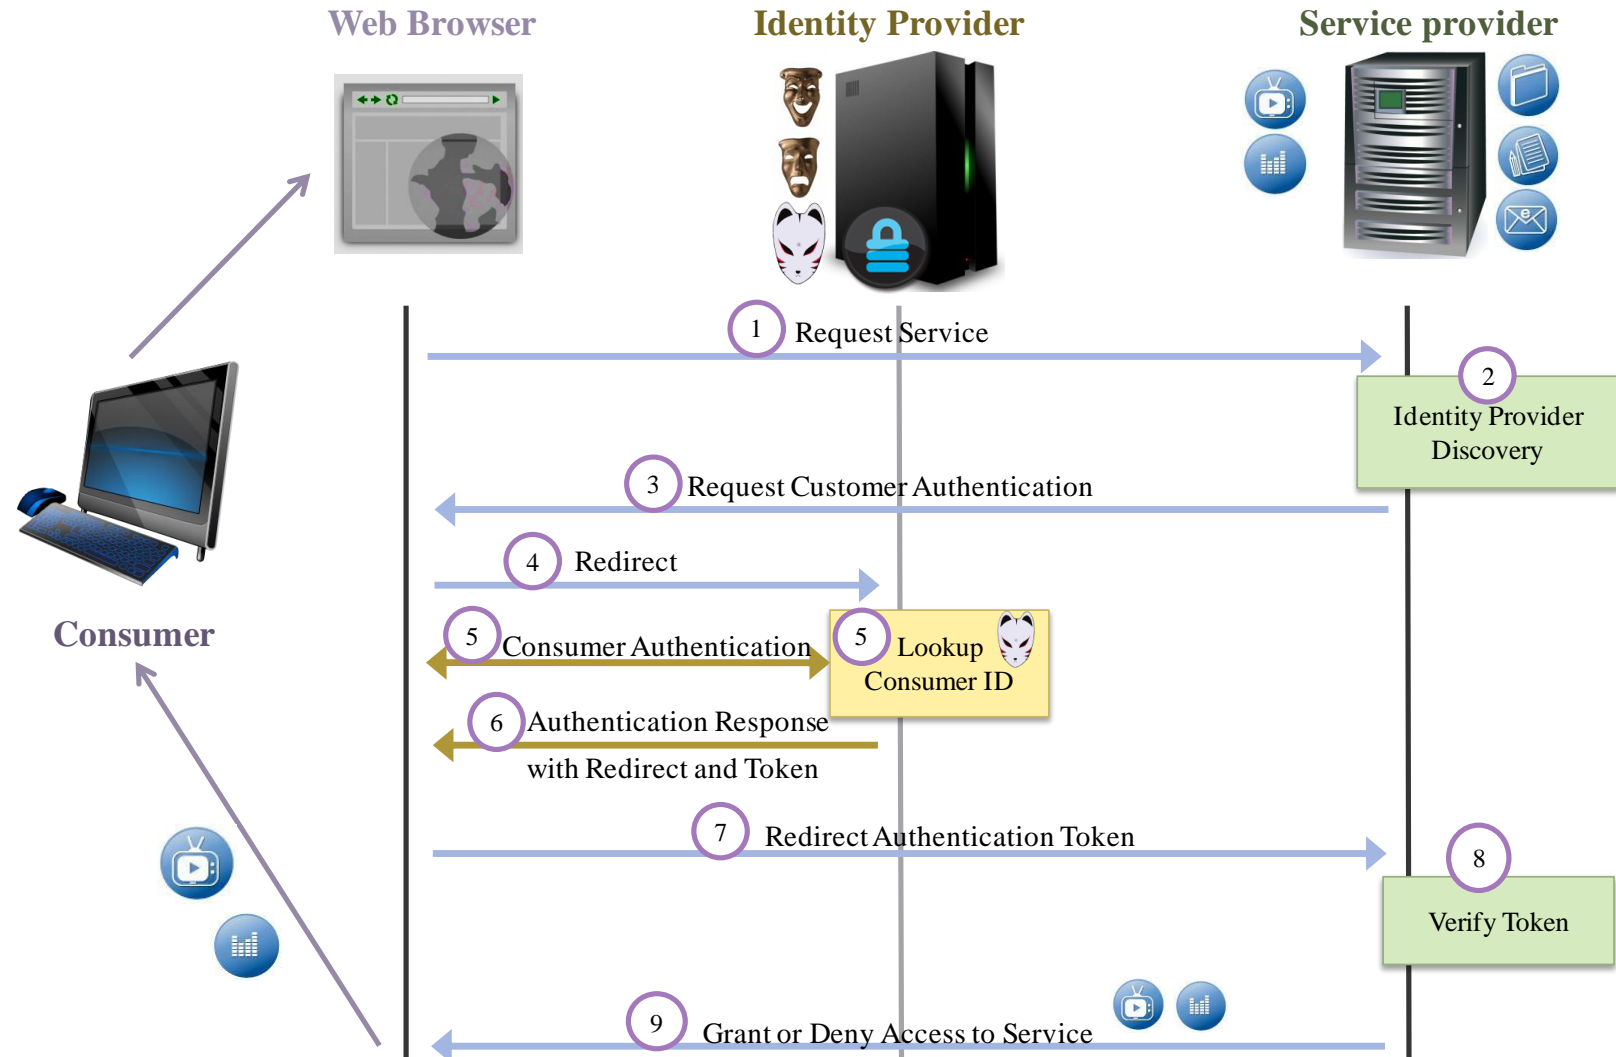 Web Browser
Identity Provider
Service provider
1 Request Service
2
Identity Provider
Discovery
3 Request Customer Authentication
4 Redirect
Consumer
5 Consumer Authentication
5 Lookup
Consumer ID
6 Authentication Response
with Redirect and Token
7 Redirect Authentication Token
8
Verify Token
9 Grant or Deny Access to Service
e